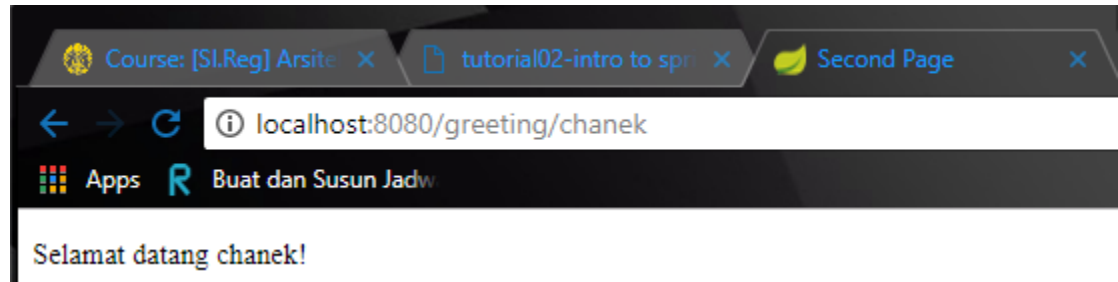 Course: [SI.Reg] Arsite
tutorial02-intro to spri
Second Page
localhost:8080/greeting/chanek
Apps
Buat dan Susun Jadw
Selamat datang chanek!